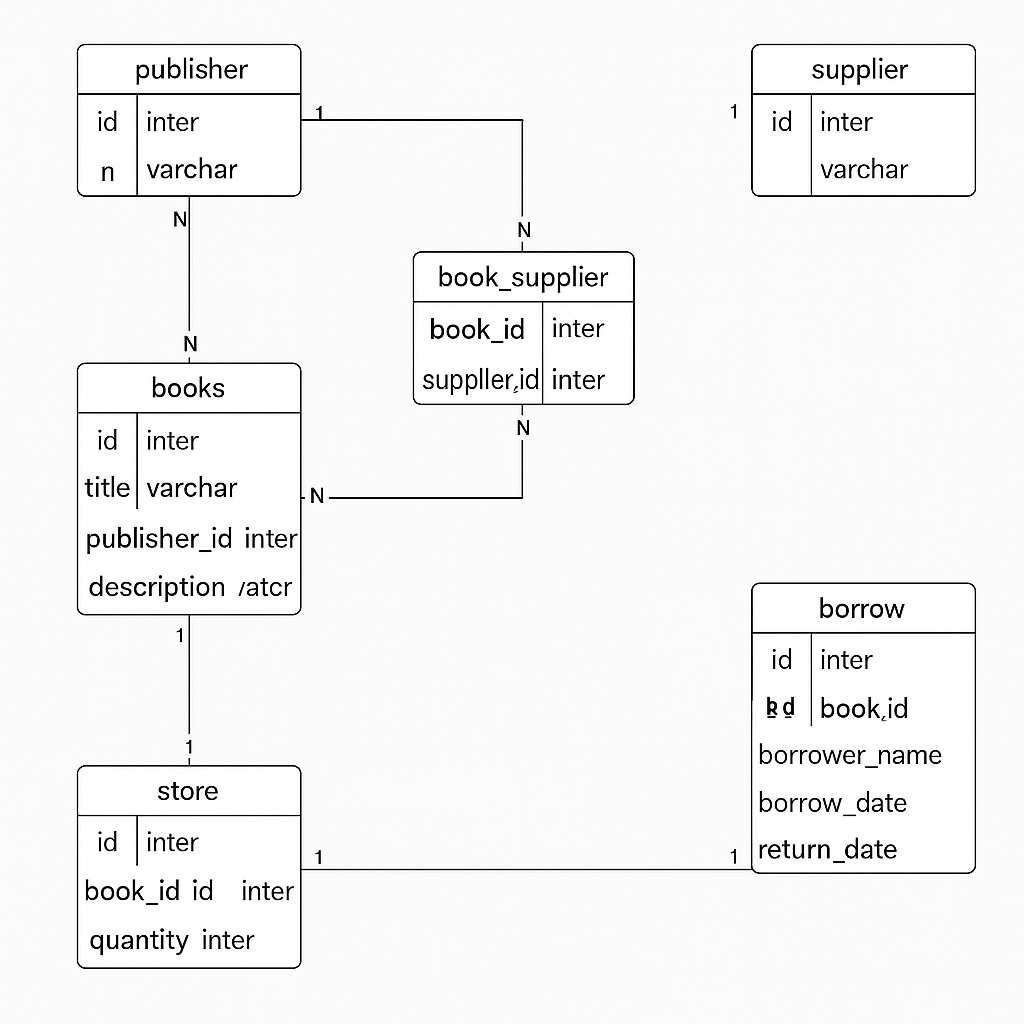 publisher
id inter
n varchar
1
N
N
supplier
1
id inter
varchar
N
book_supplier
book_id inter
suppller,id inter
N
N
books
id inter
title varchar
publisher_id inter
description /atcr
1
1
store
id inter
book_id id inter
quantity inter
1
1
borrow
id inter
book,id
borrower_name
borrow_date
return_date